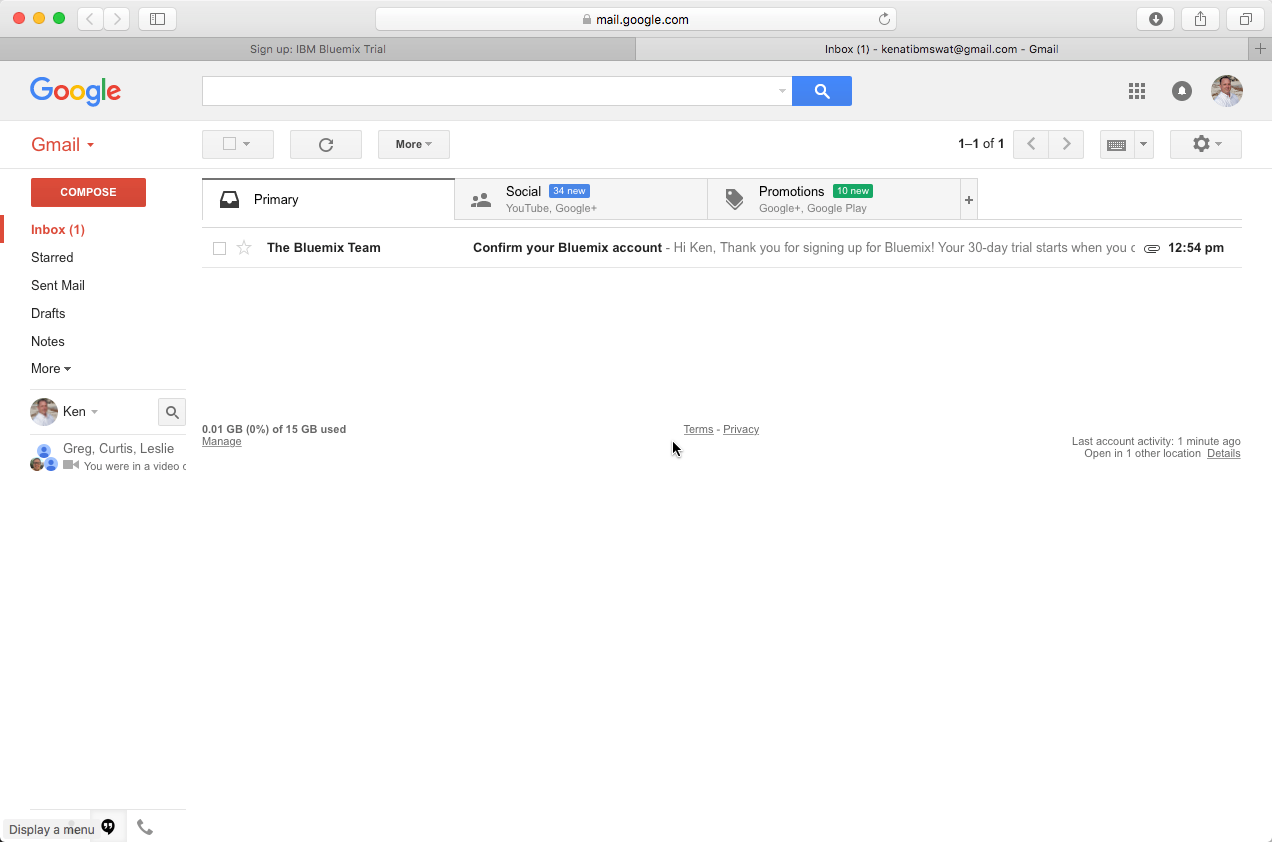 mail.google.com
Sign up: IBM Bluemix Trial
Inbox (1) - kenatibmswat@gmail.com - Gmail
Google
Gmail
More
1–1 of 1
COMPOSE
Primary
Social 34 new
YouTube, Google+
Promotions 10 new
Google+, Google Play
Inbox (1)
Starred
Sent Mail
Drafts
Notes
More
The Bluemix Team Confirm your Bluemix account - Hi Ken, Thank you for signing up for Bluemix! Your 30-day trial starts when you 12:54 pm
Ken
Greg, Curtis, Leslie
You were in a video
0.01 GB (0%) of 15 GB used
Manage
Terms - Privacy
Last account activity: 1 minute ago
Open in 1 other location Details
Display a menu